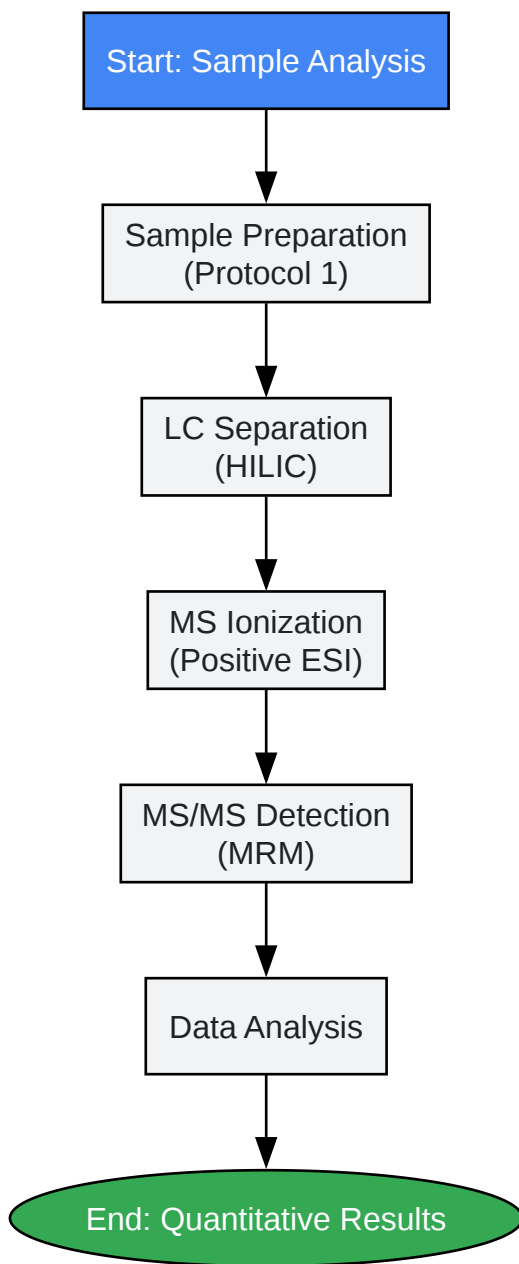 Start: Sample Analysis
Sample Preparation
(Protocol 1)
LC Separation
(HILIC)
MS Ionization
(Positive ESI)
MS/MS Detection
(MRM)
Data Analysis
End: Quantitative Results